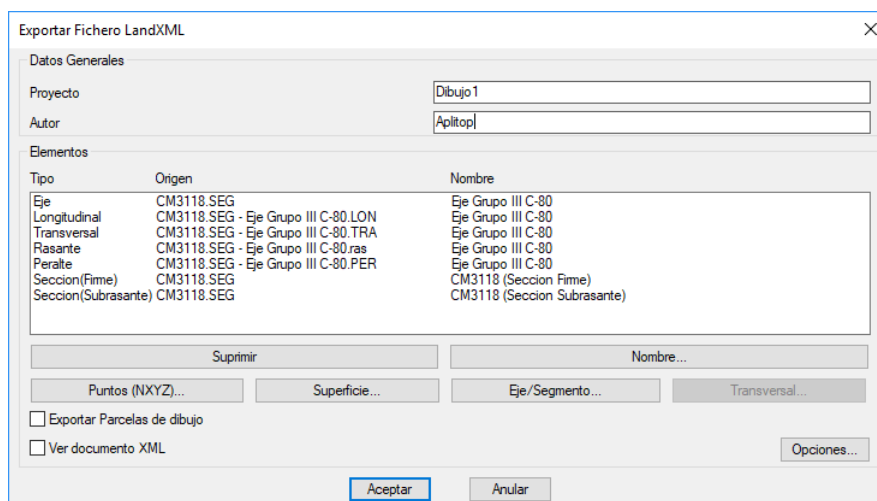 Exportar Fichero LandXML
Datos Generales
Proyecto Dibujo1
Autor Aplitop
Elementos
Tipo Origen Nombre
Eje CM3118.SEG Eje Grupo III C-80
Longitudinal CM3118.SEG - Eje Grupo III C-80.LON Eje Grupo III C-80
Transversal CM3118.SEG - Eje Grupo III C-80.TRA Eje Grupo III C-80
Rasante CM3118.SEG - Eje Grupo III C-80.ras Eje Grupo III C-80
Peralte CM3118.SEG - Eje Grupo III C-80.PER Eje Grupo III C-80
Seccion(Firme) CM3118.SEG CM3118 (Seccion Firme)
Seccion(Subrasante) CM3118.SEG CM3118 (Seccion Subrasante)
Suprimir Nombre...
Puntos (NXYZ)... Superficie... Eje/Segmento... Transversal...
Exportar Parcelas de dibujo
Ver documento XML Opciones...
Aceptar Anular